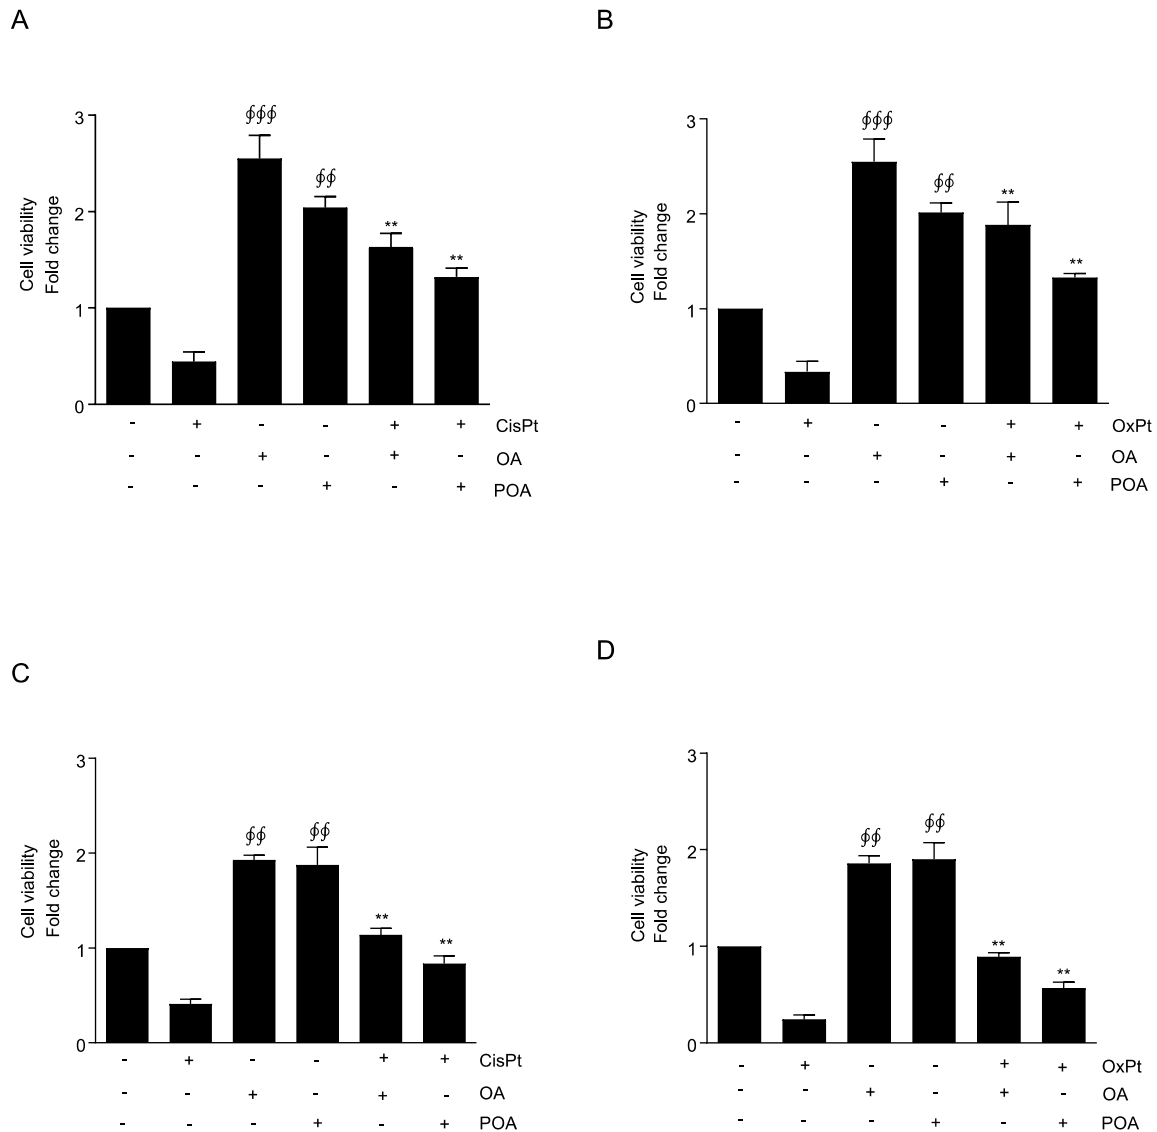 A
B
∮∮∮
∮∮
**
**
3
2
1
0
Cell viability
Fold change
- + - - + + CisPt
- - + - + - OA
- - - + - + POA
∮∮∮
∮∮
**
**
3
2
1
0
Cell viability
Fold change
- + - - + + OxPt
- - + - + - OA
- - - + - + POA
C
D
∮∮
∮∮
**
**
3
2
1
0
Cell viability
Fold change
- + - - + + CisPt
- - + - + - OA
- - - + - + POA
∮∮
∮∮
**
**
3
2
1
0
Cell viability
Fold change
- + - - + + OxPt
- - + - + - OA
- - - + - + POA